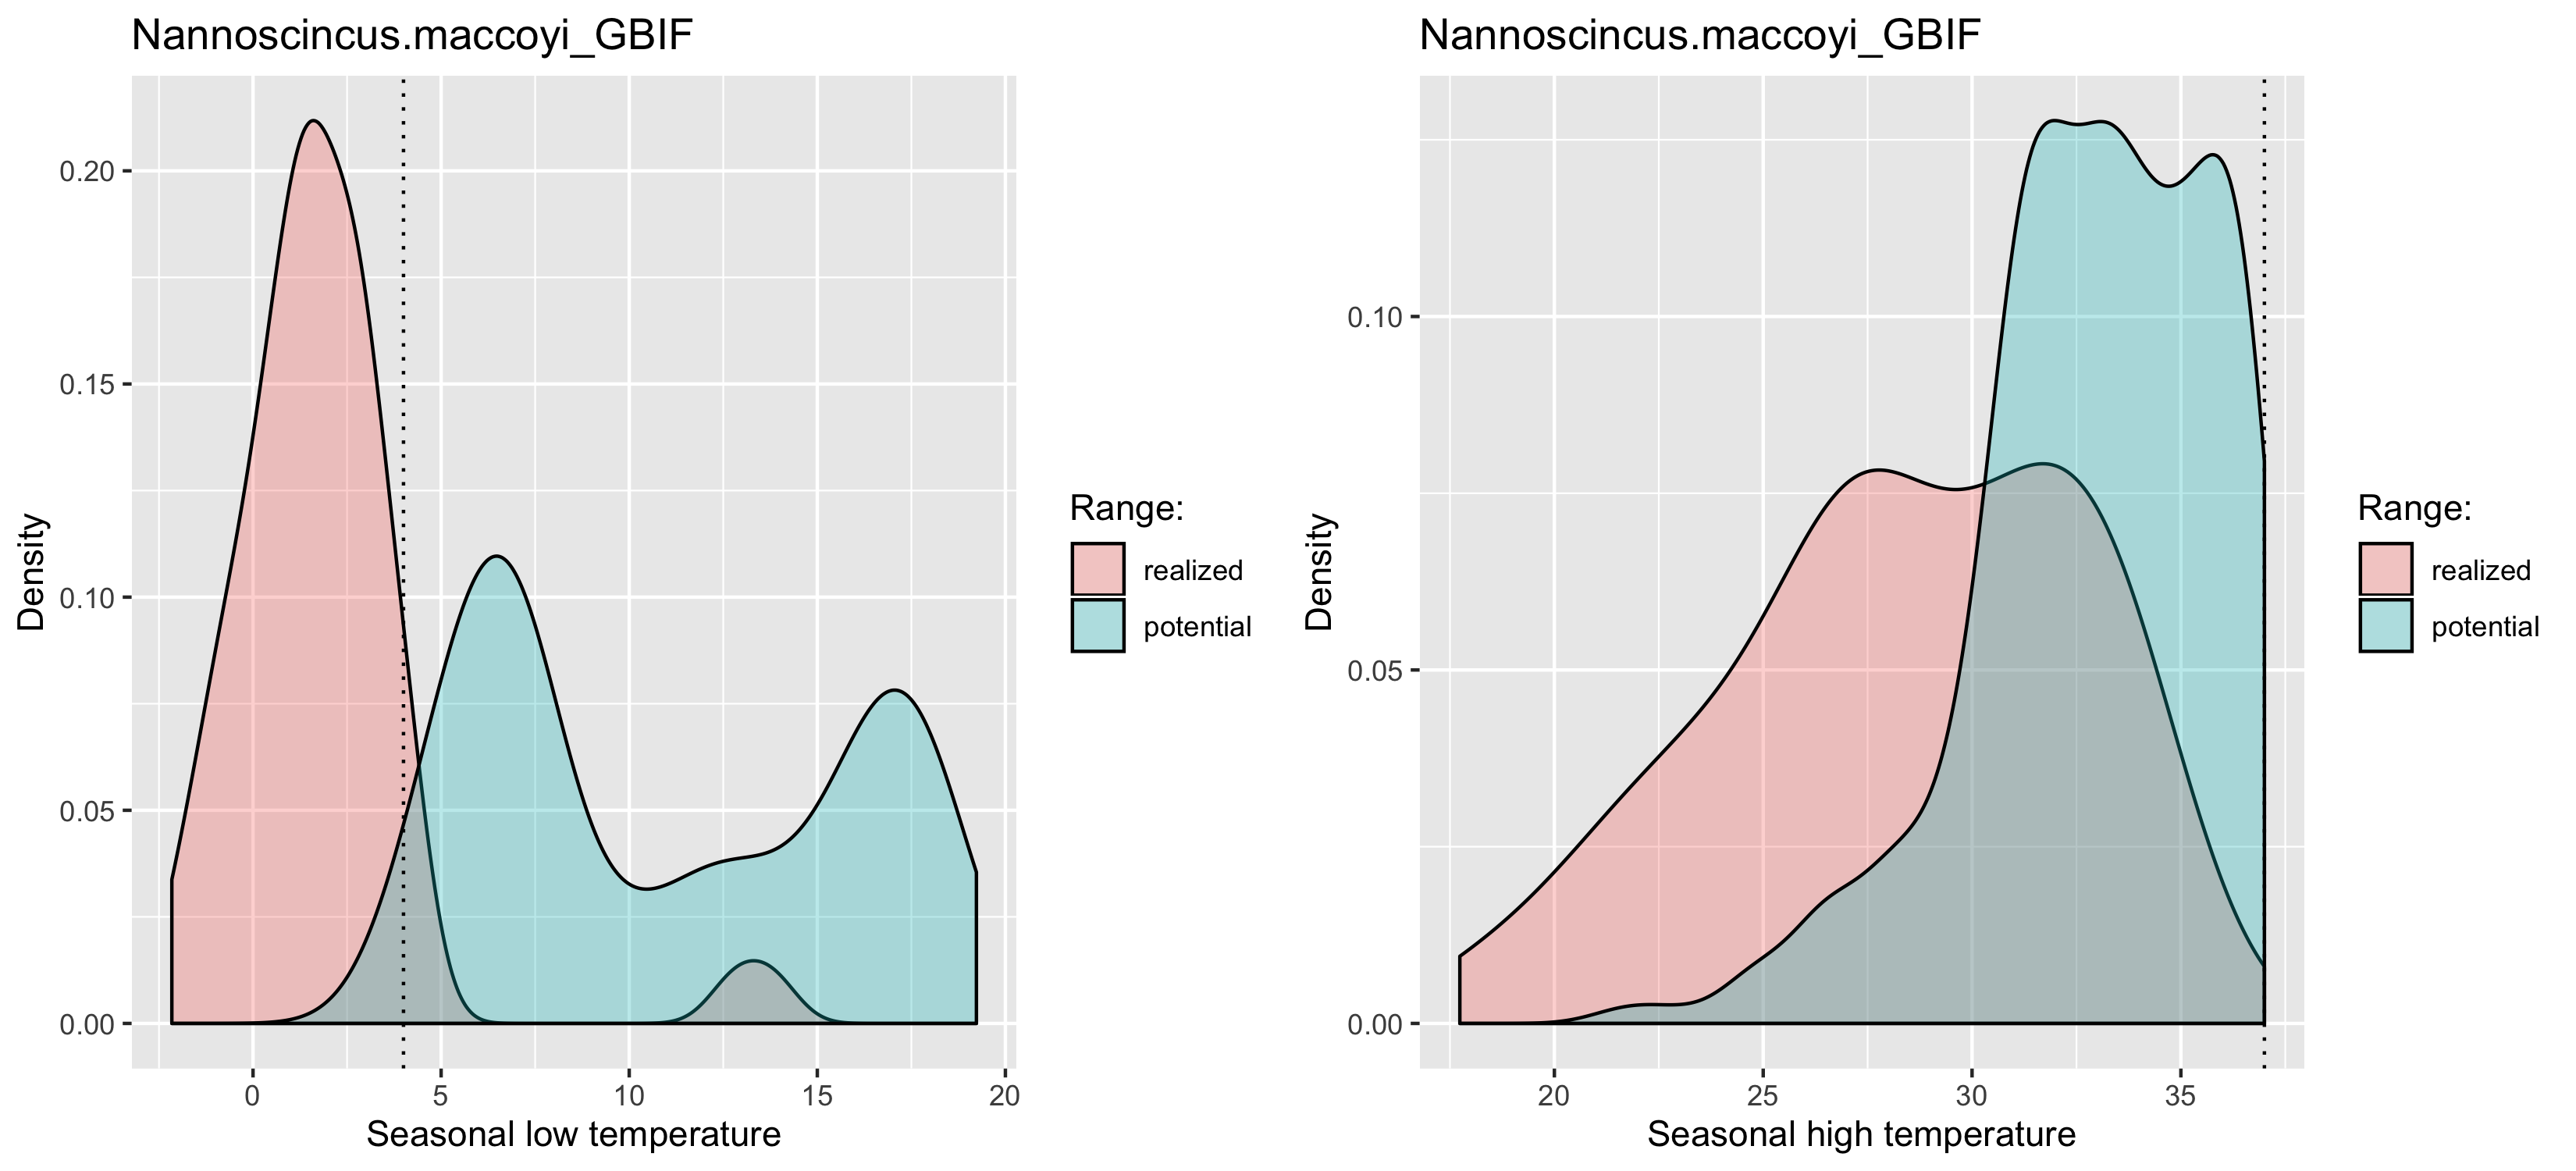 Nannoscincus.maccoyi_GBIF
Density
0.20
0.15
0.10
0.05
0.00
0 5 10 15 20
Seasonal low temperature
Range:
realized
potential
Nannoscincus.maccoyi_GBIF
Density
0.10
0.05
0.00
20 25 30 35
Seasonal high temperature
Range:
realized
potential